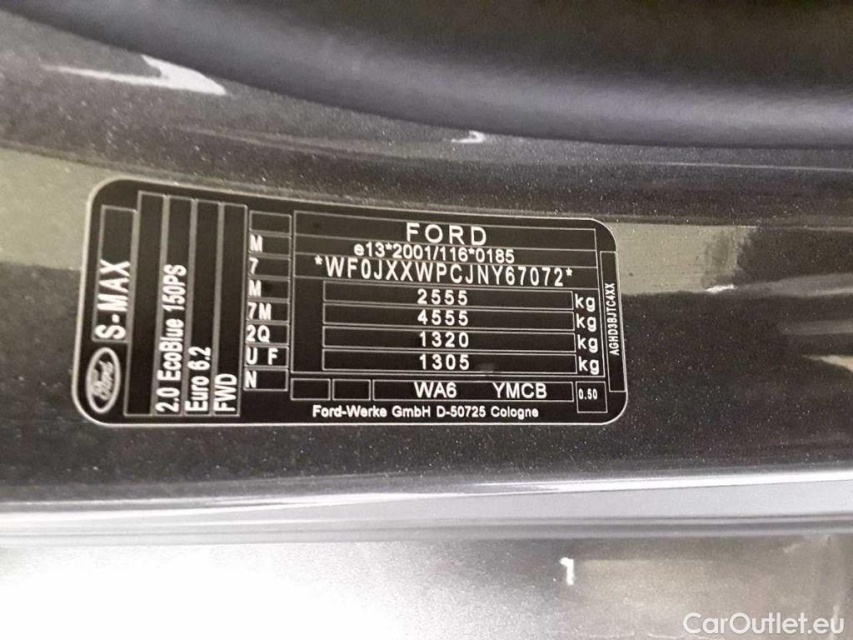 FORD
e13*2001/116*0185
*WF0JXXWPCJNY67072*
2555 kg
4555 kg
1320 kg
1305 kg
WA6 YMCB 0.50
Ford-Werke GmbH D-50725 Cologne
S-MAX
Ford
2.0 EcoBlue 150PS
Euro 6.2
FWD
M
7
M
7M
2Q
U F
N
AGHD3BJTC4XX
CarOutlet.eu